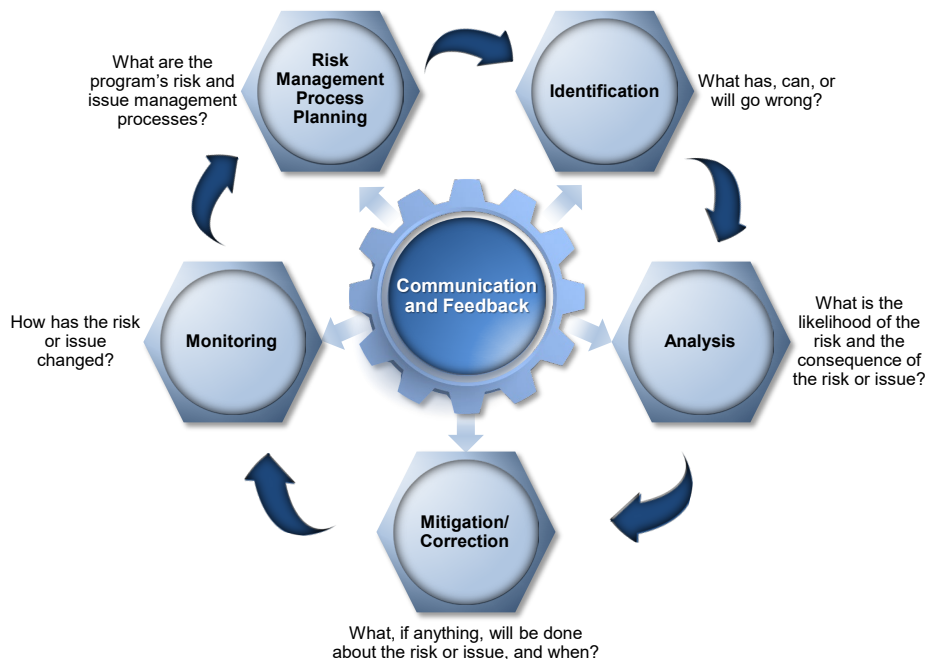 What are the
program's risk and
issue management
processes?
Risk
Management
Process
Planning
Identification
What has, can, or
will go wrong?
Communication
and Feedback
How has the risk
or issue
changed?
Monitoring
Analysis
What is the
likelihood of the
risk and the
consequence of
the risk or issue?
Mitigation/
Correction
What, if anything, will be done
about the risk or issue, and when?